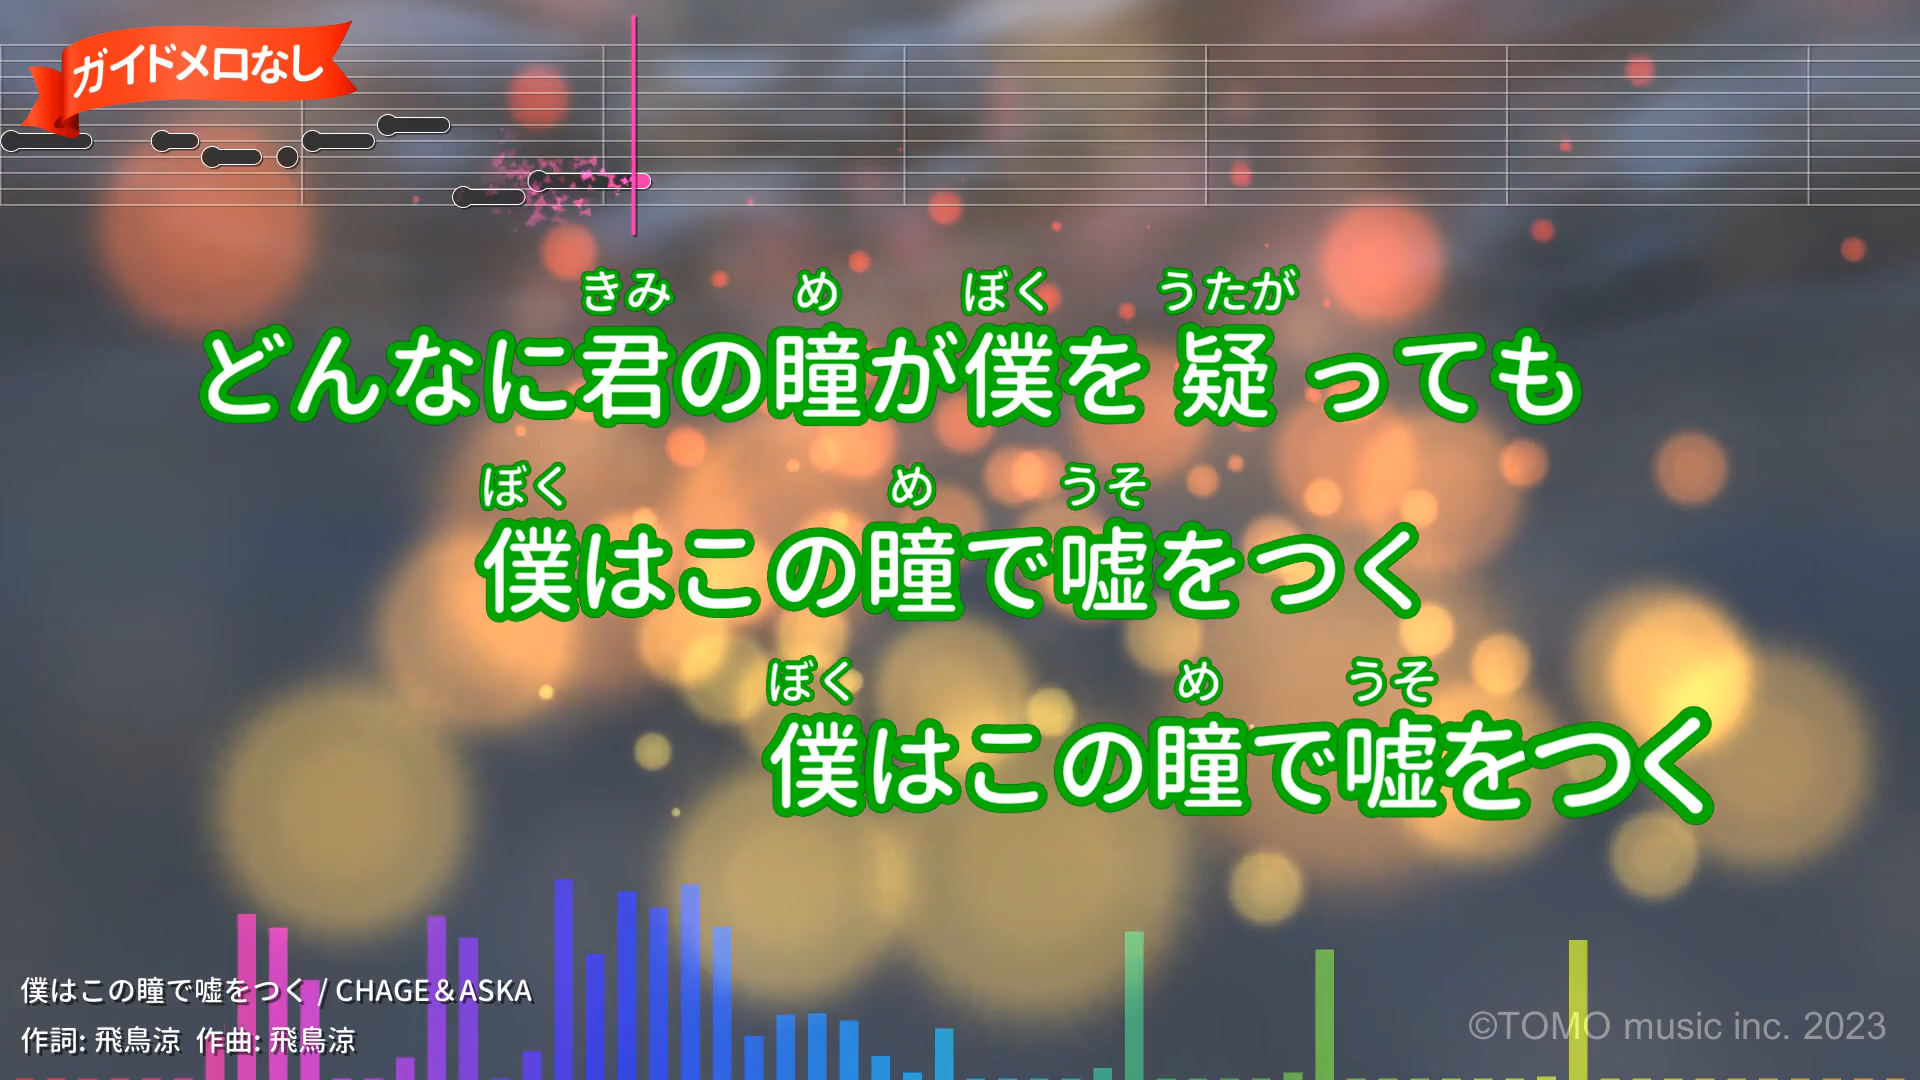 ガイドメロなし
きみ め ぼく うたが
どんなに君の瞳が僕を疑っても
ぼく め うそ
僕はこの瞳で嘘をつく
ぼく め うそ
僕はこの瞳で嘘をつく
僕はこの瞳で嘘をつく / CHAGE&ASKA
作詞: 飛鳥涼 作曲: 飛鳥涼
©TOMO music inc. 2023